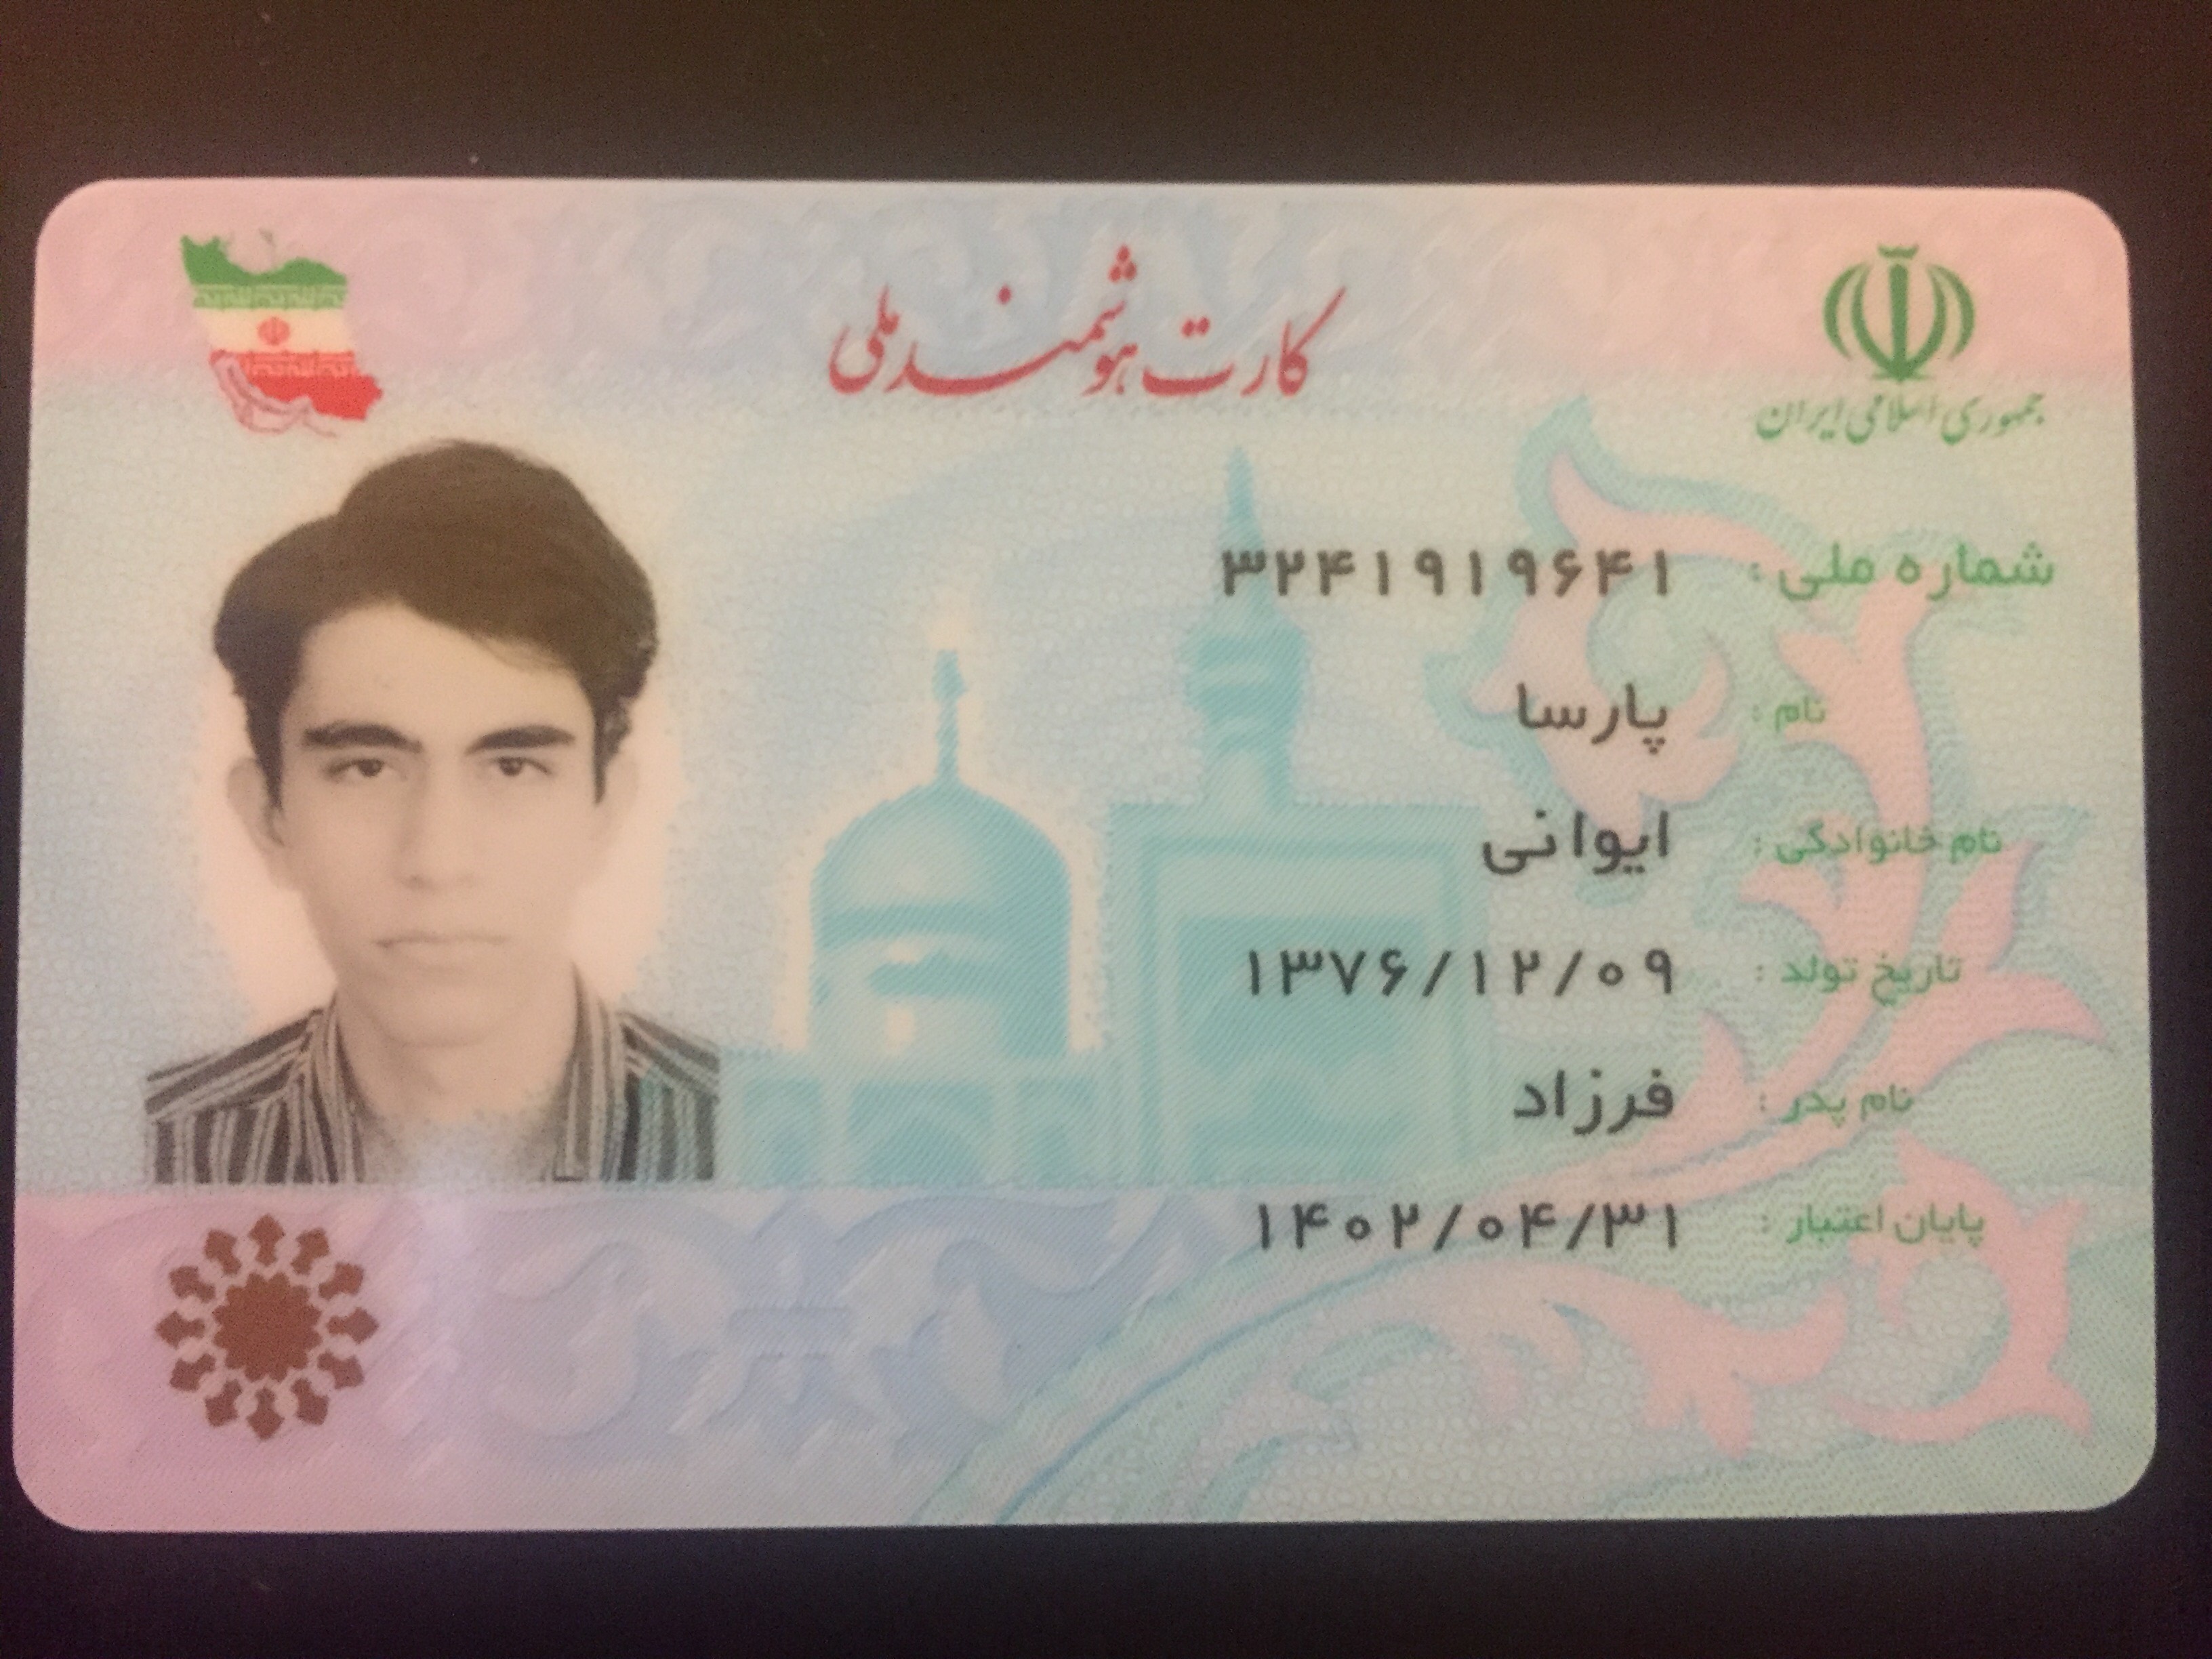 کارت هوشمند ملی
جمهوری اسلامی ایران
شماره ملی : ۳۲۴۱۹۱۹۶۴۱
نام : پارسا
نام خانوادگی : ایوانی
تاریخ تولد : ۱۳۷۶/۱۲/۰۹
نام پدر : فرزاد
پایان اعتبار : ۱۴۰۲/۰۴/۳۱